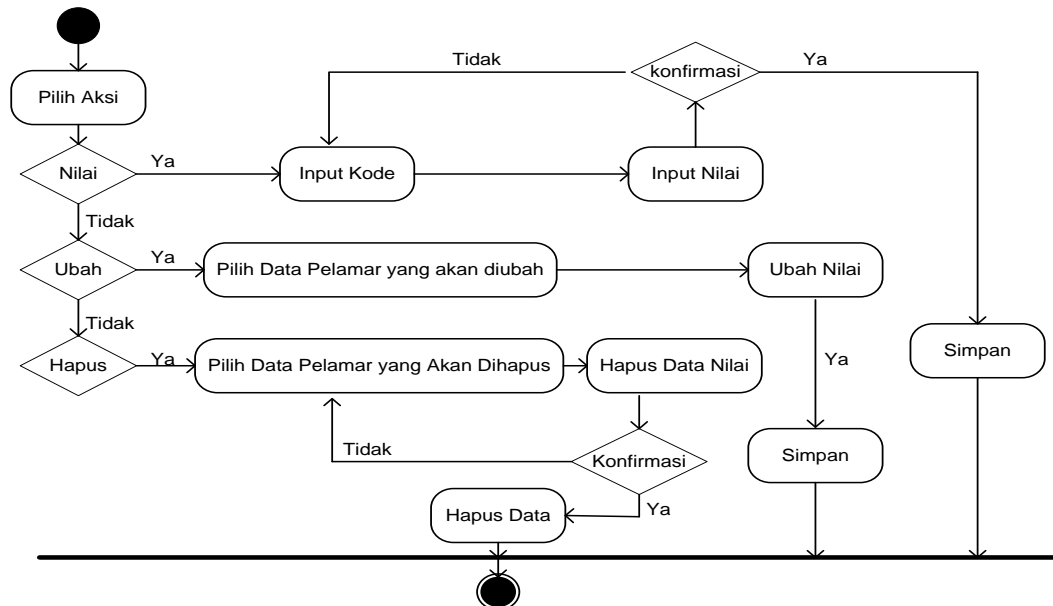 Tidak
konfirmasi
Ya
Pilih Aksi
Nilai
Ya
Input Kode
Input Nilai
Tidak
Ubah
Ya
Pilih Data Pelamar yang akan diubah
Ubah Nilai
Tidak
Hapus
Ya
Pilih Data Pelamar yang Akan Dihapus
Hapus Data Nilai
Ya
Simpan
Tidak
Konfirmasi
Simpan
Ya
Hapus Data